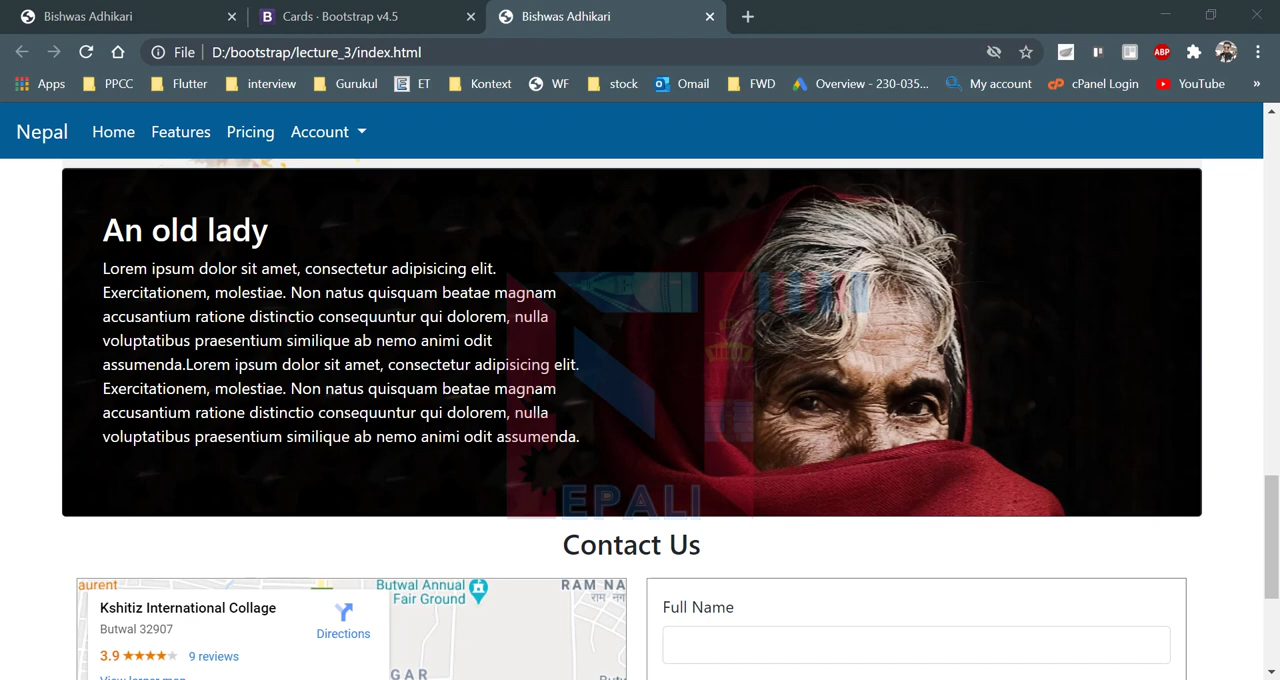 Bishwas Adhikari
Cards · Bootstrap v4.5
Bishwas Adhikari
File
D:/bootstrap/lecture_3/index.html
ABP
Apps
PPCC
Flutter
interview
Gurukul
ET
Kontext
WF
stock
Omail
FWD
Overview - 230-035...
My account
cPanel Login
YouTube
»
Nepal
Home
Features
Pricing
Account
An old lady
Lorem ipsum dolor sit amet, consectetur adipisicing elit.
Exercitationem, molestiae. Non natus quisquam beatae magnam
accusantium ratione distinctio consequuntur qui dolorem, nulla
voluptatibus praesentium similique ab nemo animi odit
assumenda.Lorem ipsum dolor sit amet, consectetur adipisicing elit.
Exercitationem, molestiae. Non natus quisquam beatae magnam
accusantium ratione distinctio consequuntur qui dolorem, nulla
voluptatibus praesentium similique ab nemo animi odit assumenda.
EPALI
Contact Us
aurent
Butwal Annual
Fair Ground
RAM NA
Kshitiz International Collage
Butwal 32907
Directions
3.9
9 reviews
View larger map
GAR
Full Name